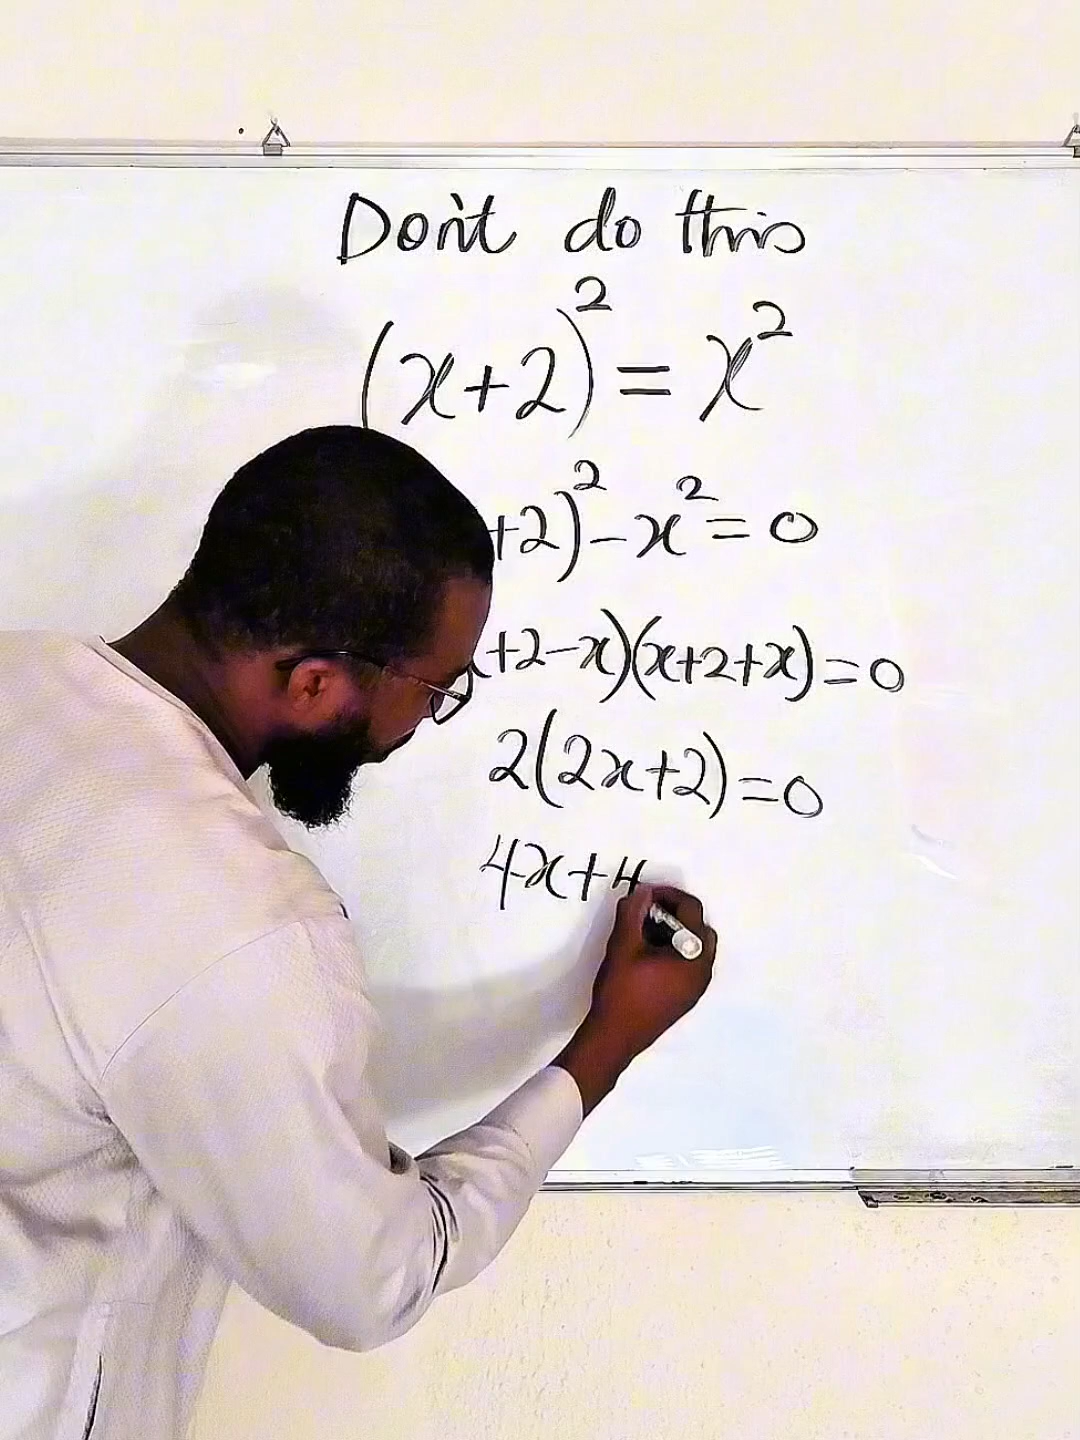 Don't do this
(x+2)² = x²
+2)² - x² = 0
+2-x)(x+2+x) = 0
2(2x+2) = 0
4x+4